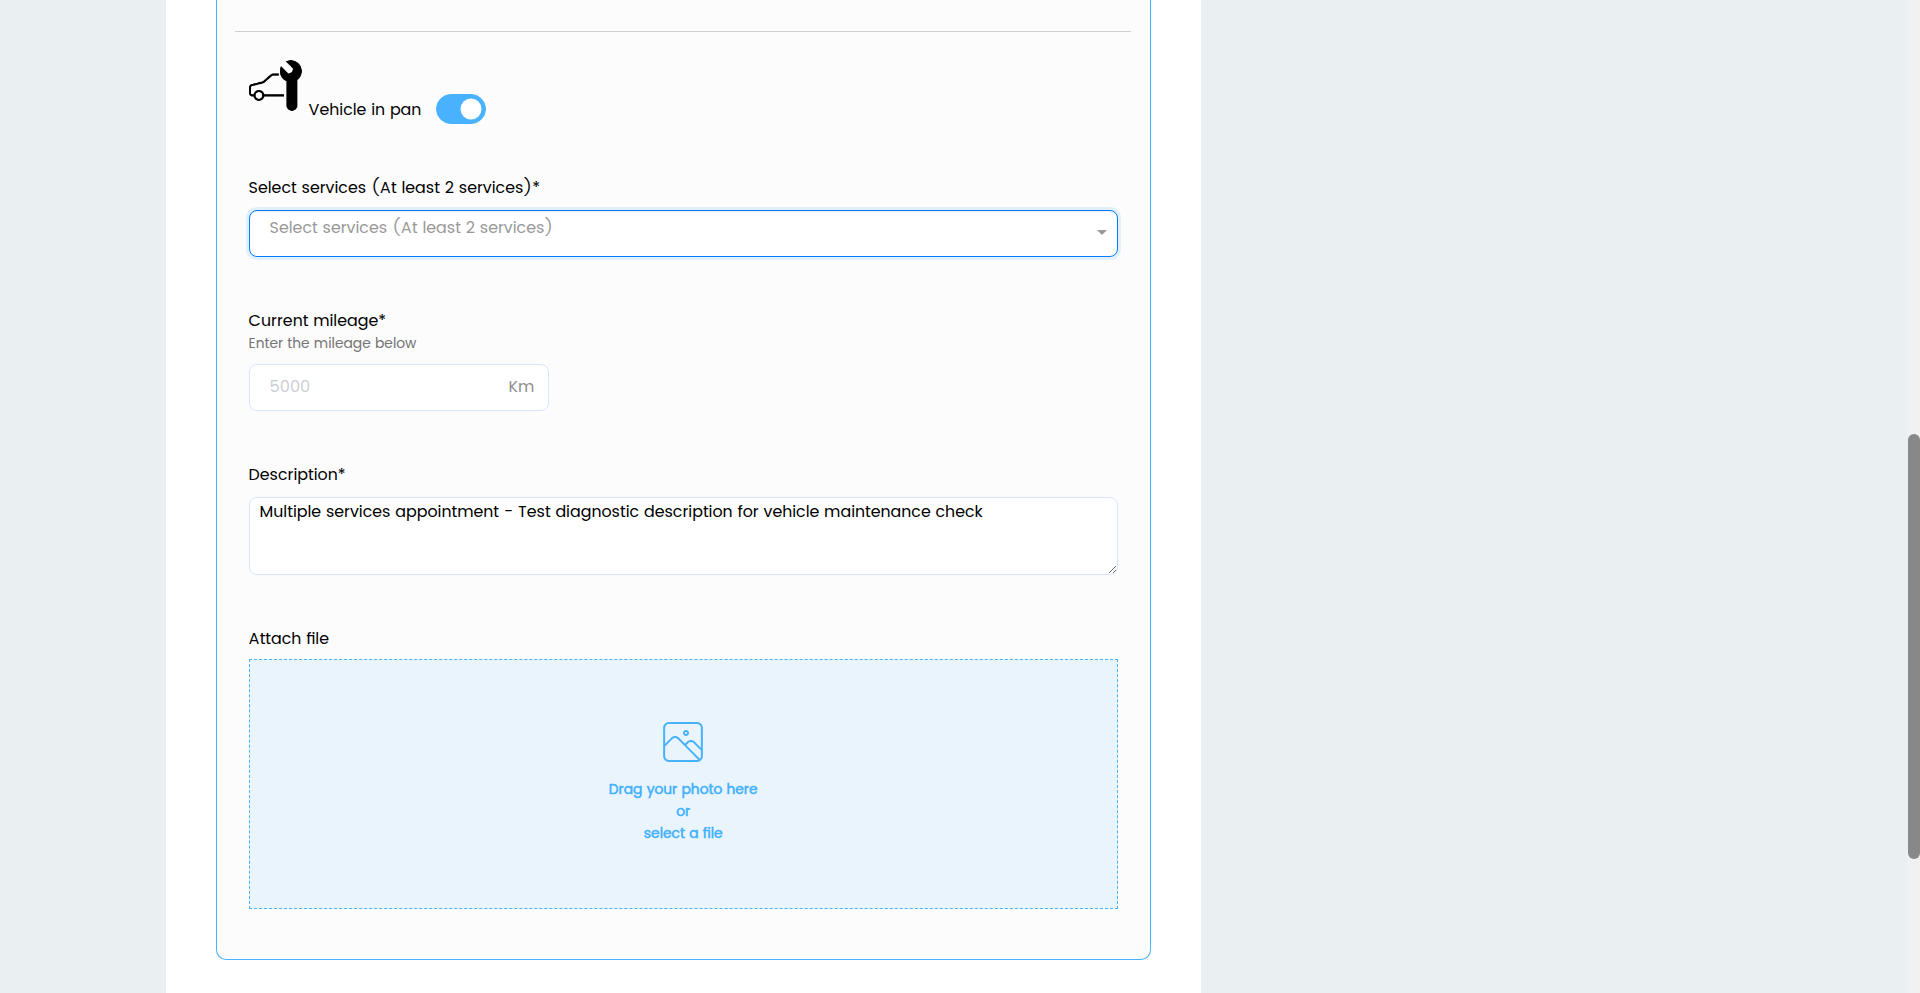 Vehicle in pan
Select services (At least 2 services)*
Select services (At least 2 services)
Current mileage*
Enter the mileage below
5000 Km
Description*
Multiple services appointment - Test diagnostic description for vehicle maintenance check
Attach file
Drag your photo here
or
select a file